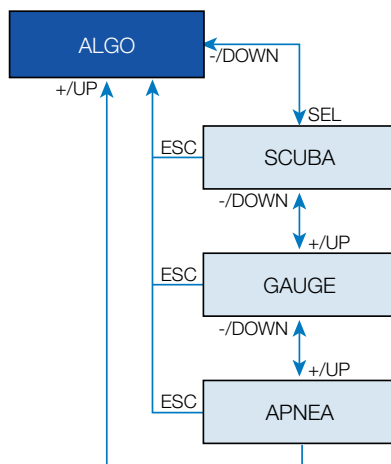 ALGO
-/DOWN
+/UP
SEL
ESC
SCUBA
-/DOWN
+/UP
ESC
GAUGE
-/DOWN
+/UP
ESC
APNEA